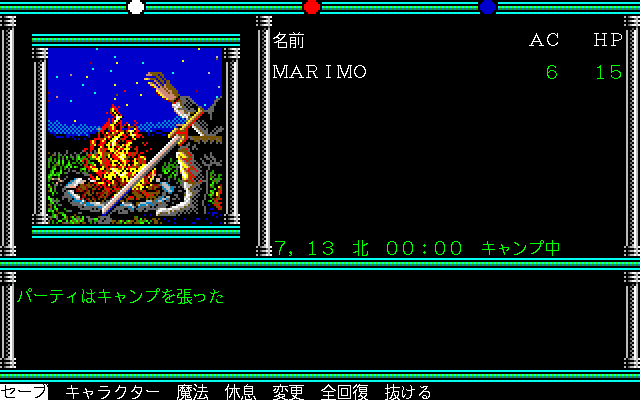 名前 AC HP
MARIMO 6 15
7, 13 北 00:00 キャンプ中
パーティはキャンプを張った
セーブ キャラクター 魔法 休息 変更 全回復 抜ける